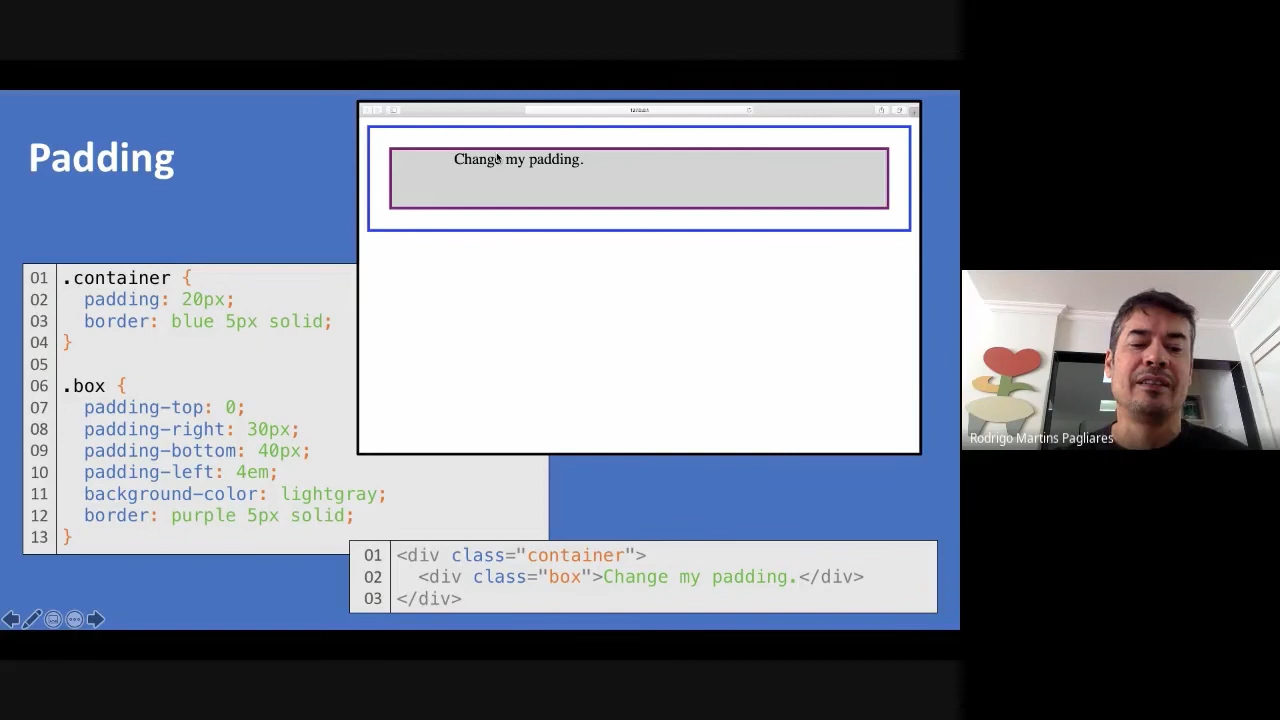 Padding
Change my padding.
01 .container {
02 padding: 20px;
03 border: blue 5px solid;
04 }
05
06 .box {
07 padding-top: 0;
08 padding-right: 30px;
09 padding-bottom: 40px;
10 padding-left: 4em;
11 background-color: lightgray;
12 border: purple 5px solid;
13 }
01 <div class="container">
02 <div class="box">Change my padding.</div>
03 </div>
Rodrigo Martins Pagliares